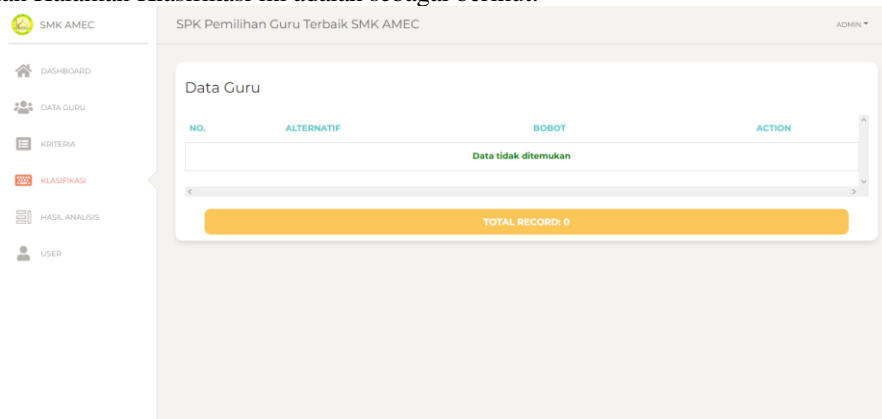 SMK AMEC
SPK Pemilihan Guru Terbaik SMK AMEC
ADMIN
DASHBOARD
DATA GURU
KRITERIA
KLASIFIKASI
HASIL ANALISIS
USER
Data Guru
NO. ALTERNATIF BOBOT ACTION
Data tidak ditemukan
TOTAL RECORD: 0